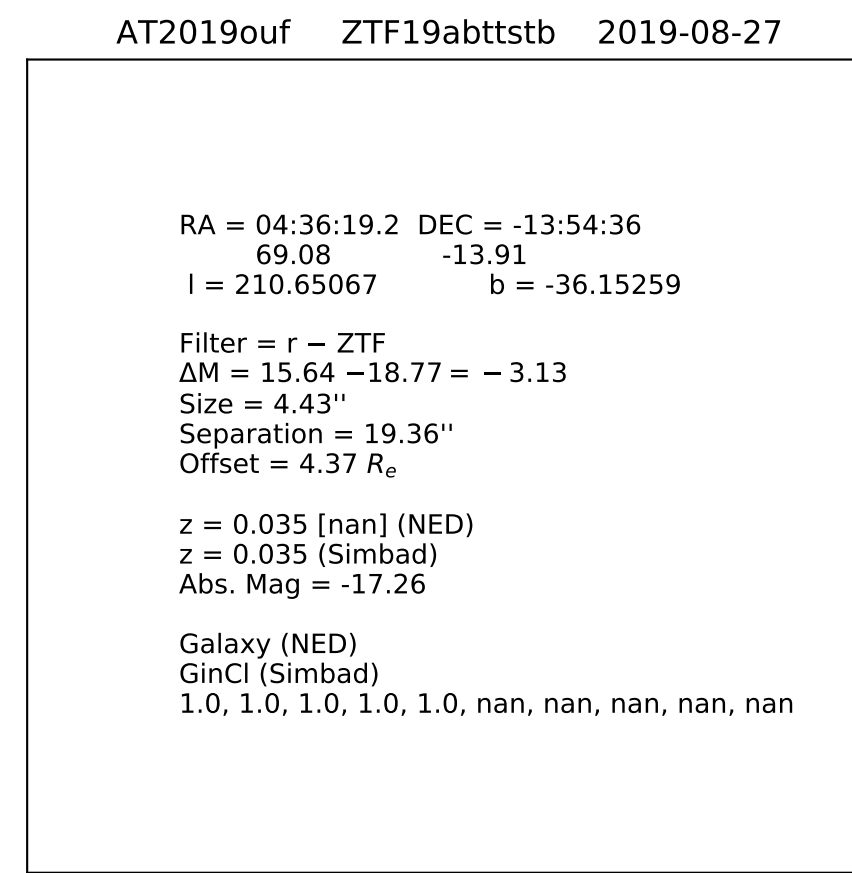 AT2019ouf ZTF19abttstb 2019-08-27
RA = 04:36:19.2 DEC = -13:54:36
69.08 -13.91
l = 210.65067 b = -36.15259
Filter = r − ZTF
ΔM = 15.64 −18.77 = − 3.13
Size = 4.43''
Separation = 19.36''
Offset = 4.37 Re
z = 0.035 [nan] (NED)
z = 0.035 (Simbad)
Abs. Mag = -17.26
Galaxy (NED)
GinCl (Simbad)
1.0, 1.0, 1.0, 1.0, 1.0, nan, nan, nan, nan, nan